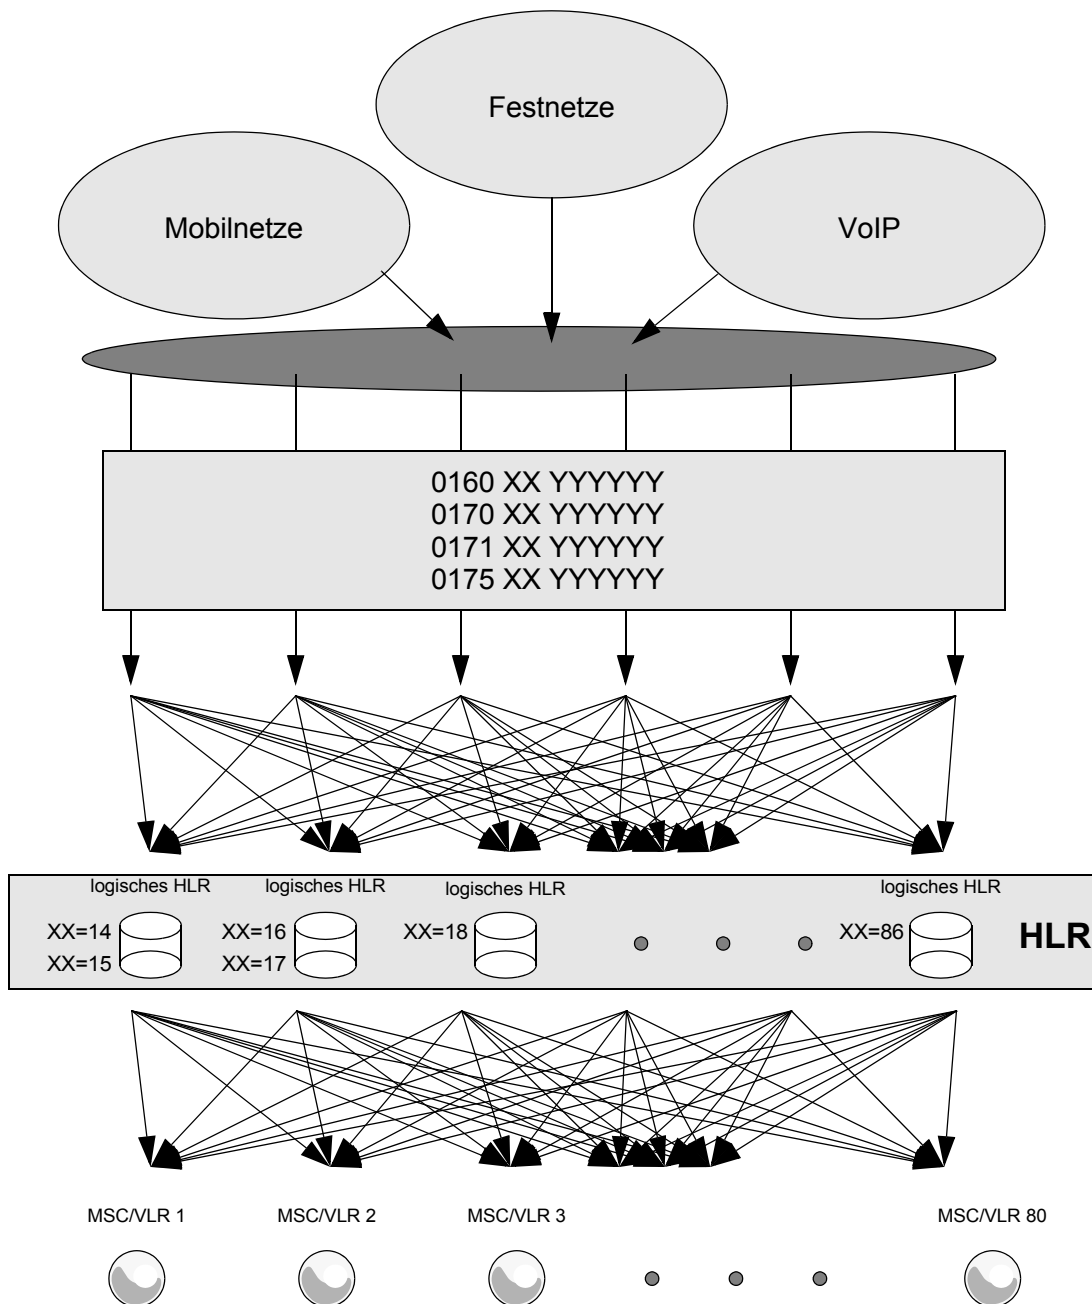 Festnetze
Mobilnetze
VoIP
0160 XX YYYYYY
0170 XX YYYYYY
0171 XX YYYYYY
0175 XX YYYYYY
logisches HLR
logisches HLR
logisches HLR
logisches HLR
XX=14
XX=15
XX=16
XX=17
XX=18
XX=86
HLR
MSC/VLR 1
MSC/VLR 2
MSC/VLR 3
MSC/VLR 80